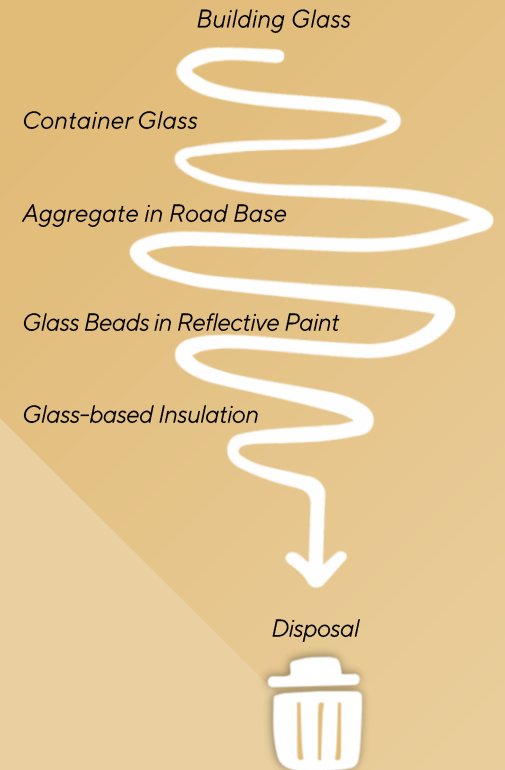 Building Glass
Container Glass
Aggregate in Road Base
Glass Beads in Reflective Paint
Glass-based Insulation
Disposal